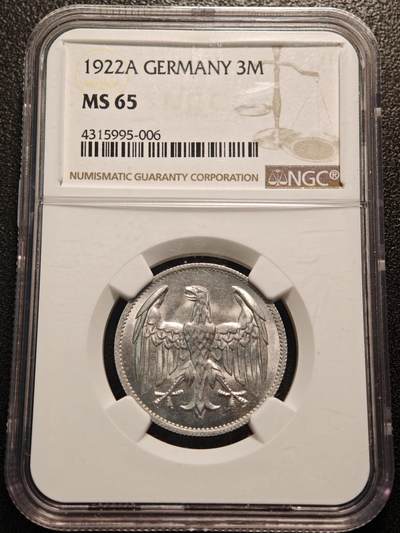 1922A GERMANY 3M
MS 65
4315995-006
NUMISMATIC GUARANTY CORPORATION
NGC®